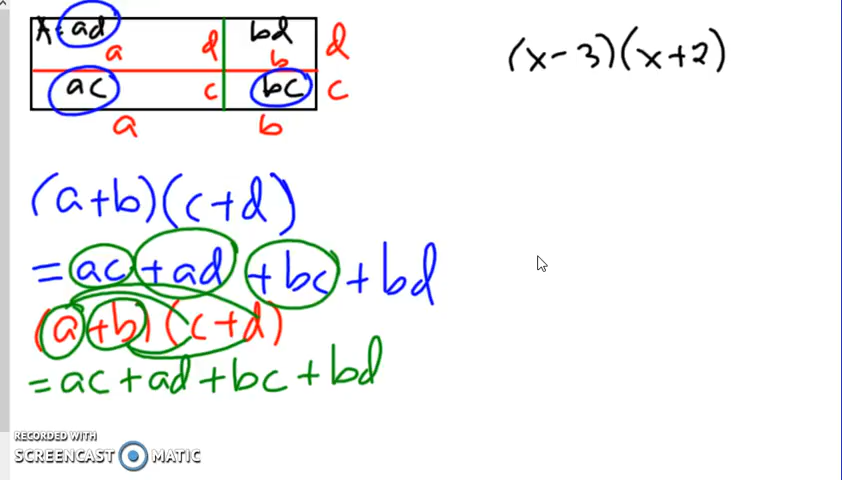 A = ad bd d
a d b
ac c bc c
a b
(a+b)(c+d)
= ac + ad + bc + bd
(a+b)(c+d)
= ac + ad + bc + bd
(x-3)(x+2)
RECORDED WITH
SCREENCAST MATIC